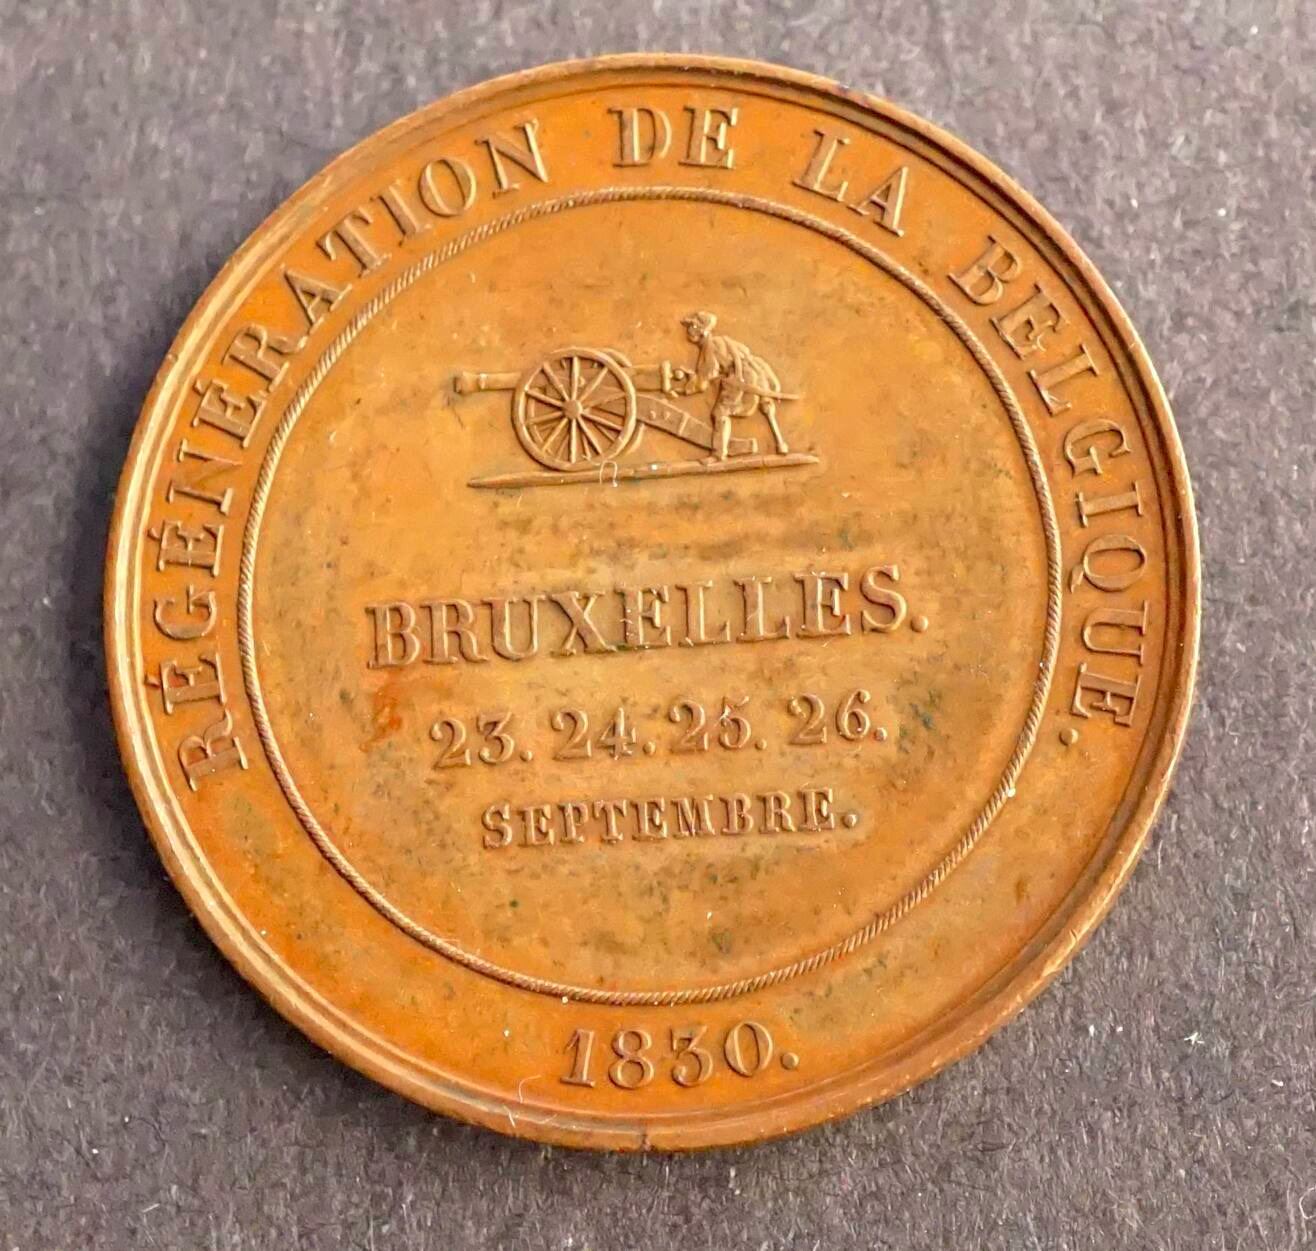 RÉGÉNÉRATION DE LA BELGIQUE.
BRUXELLES.
23. 24. 25. 26.
SEPTEMBRE.
1830.